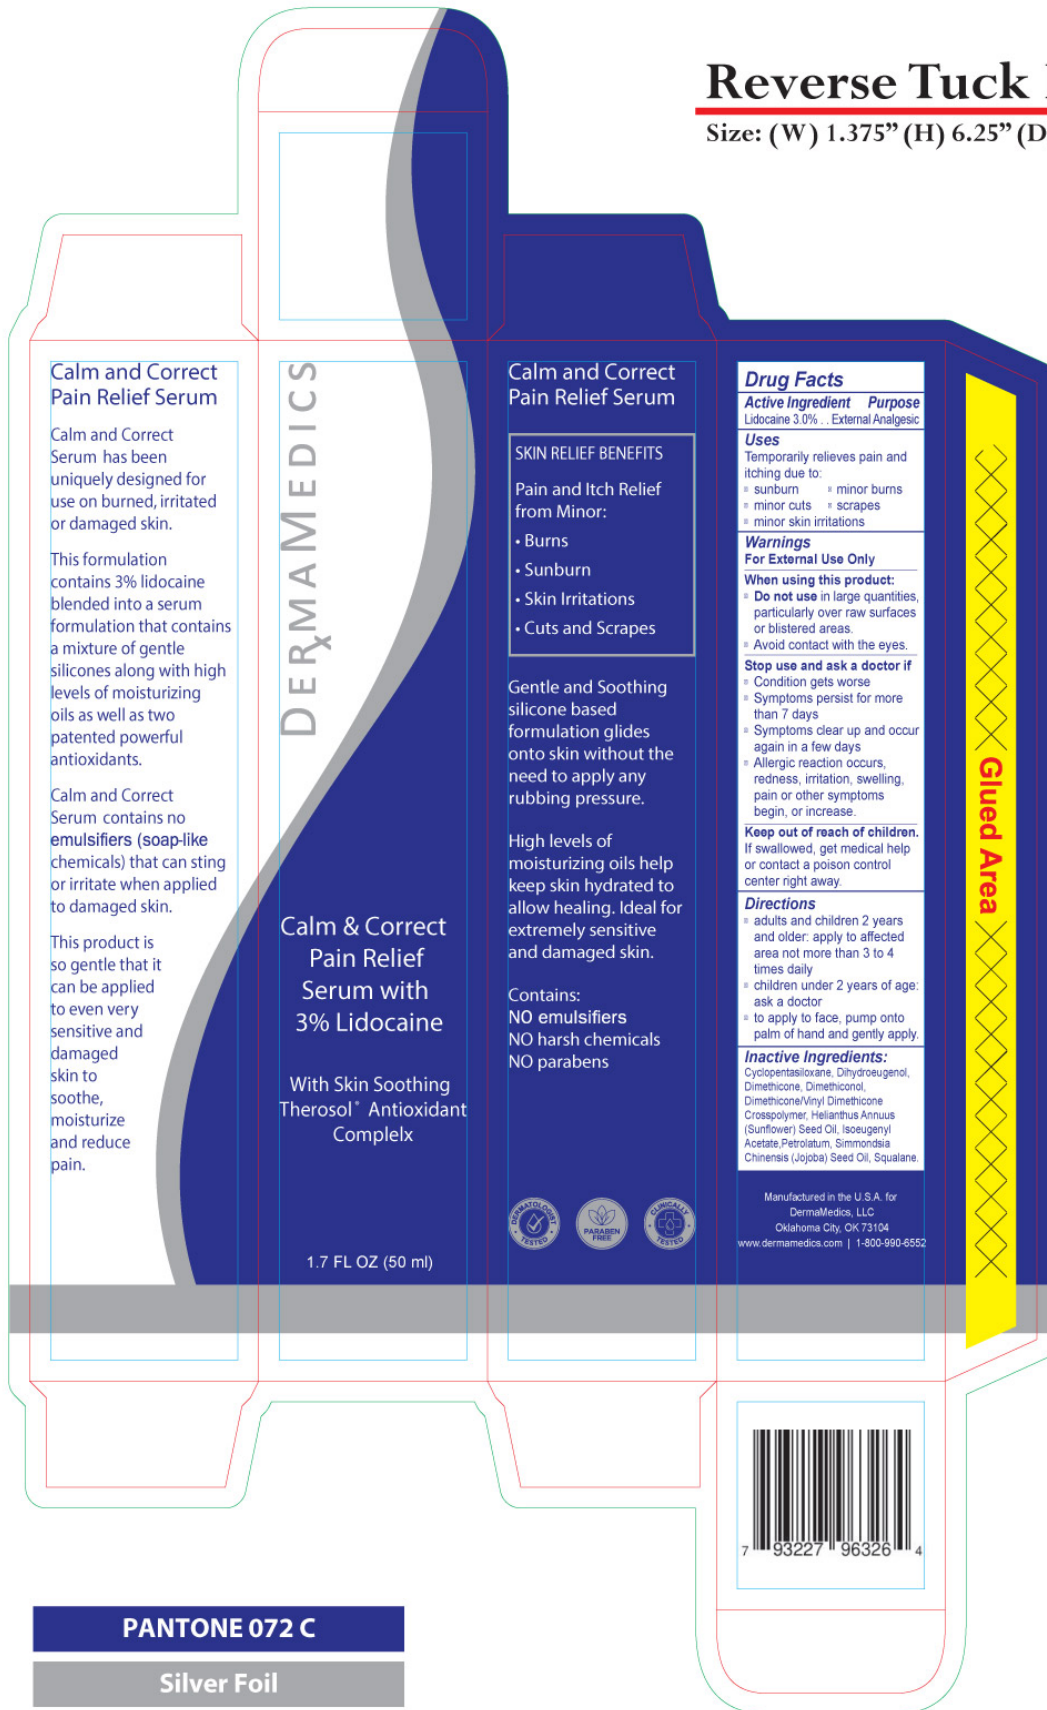 Reverse Tuck
Size: (W) 1.375” (H) 6.25” (D
Calm and Correct
Pain Relief Serum
Calm and Correct
Serum has been
uniquely designed for
use on burned, irritated
or damaged skin.
This formulation
contains 3% lidocaine
blended into a serum
formulation that contains
a mixture of gentle
silicones along with high
levels of moisturizing
oils as well as two
patented powerful
antioxidants.
Calm and Correct
Serum contains no
emulsifiers (soap-like
chemicals) that can sting
or irritate when applied
to damaged skin.
This product is
so gentle that it
can be applied
to even very
sensitive and
damaged
skin to
soothe,
moisturize
and reduce
pain.
DERMAMEDICS
Calm & Correct
Pain Relief
Serum with
3% Lidocaine
With Skin Soothing
Therosol® Antioxidant
Complelx
1.7 FL OZ (50 ml)
Calm and Correct
Pain Relief Serum
SKIN RELIEF BENEFITS
Pain and Itch Relief
from Minor:
• Burns
• Sunburn
• Skin Irritations
• Cuts and Scrapes
Gentle and Soothing
silicone based
formulation glides
onto skin without the
need to apply any
rubbing pressure.
High levels of
moisturizing oils help
keep skin hydrated to
allow healing. Ideal for
extremely sensitive
and damaged skin.
Contains:
NO emulsifiers
NO harsh chemicals
NO parabens
DERMATOLOGIST
• TESTED •
PARABEN
FREE
CLINICALLY
• TESTED •
Drug Facts
Active Ingredient Purpose
Lidocaine 3.0% . . External Analgesic
Uses
Temporarily relieves pain and
itching due to:
▫ sunburn ▫ minor burns
▫ minor cuts ▫ scrapes
▫ minor skin irritations
Warnings
For External Use Only
When using this product:
▫ Do not use in large quantities,
particularly over raw surfaces
or blistered areas.
▫ Avoid contact with the eyes.
Stop use and ask a doctor if
▫ Condition gets worse
▫ Symptoms persist for more
than 7 days
▫ Symptoms clear up and occur
again in a few days
▫ Allergic reaction occurs,
redness, irritation, swelling,
pain or other symptoms
begin, or increase.
Keep out of reach of children.
If swallowed, get medical help
or contact a poison control
center right away.
Directions
▫ adults and children 2 years
and older: apply to affected
area not more than 3 to 4
times daily
▫ children under 2 years of age:
ask a doctor
▫ to apply to face, pump onto
palm of hand and gently apply.
Inactive Ingredients:
Cyclopentasiloxane, Dihydroeugenol,
Dimethicone, Dimethiconol,
Dimethicone/Vinyl Dimethicone
Crosspolymer, Helianthus Annuus
(Sunflower) Seed Oil, Isoeugenyl
Acetate,Petrolatum, Simmondsia
Chinensis (Jojoba) Seed Oil, Squalane.
Manufactured in the U.S.A. for
DermaMedics, LLC
Oklahoma City, OK 73104
www.dermamedics.com | 1-800-990-6552
Glued Area
7 93227 96326 4
PANTONE 072 C
Silver Foil